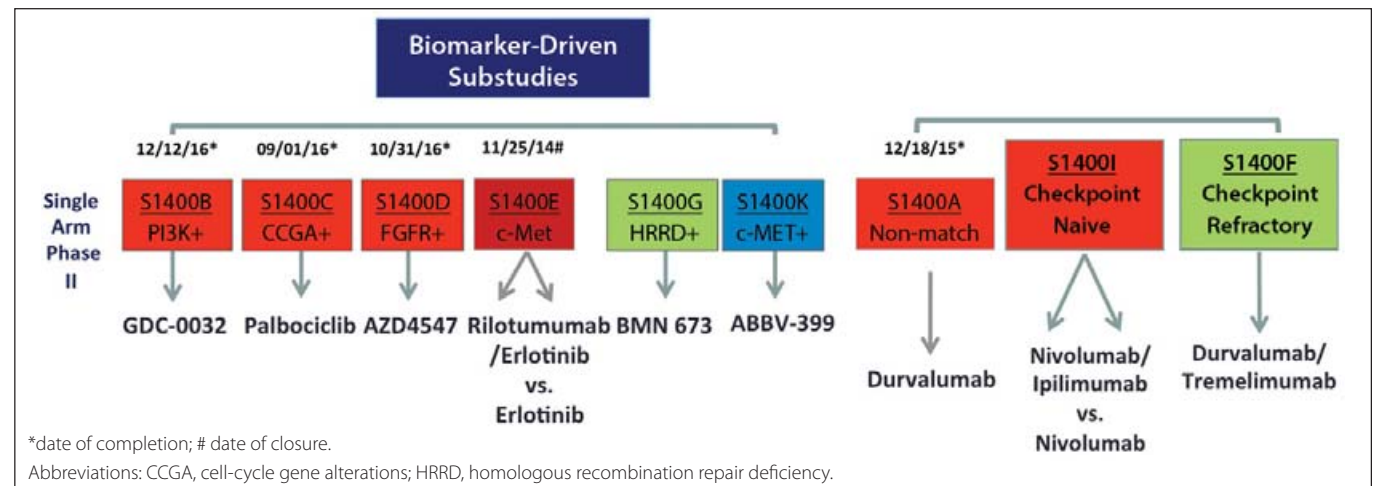 Biomarker-Driven
Substudies
12/12/16*
09/01/16*
10/31/16*
11/25/14#
12/18/15*
Single
Arm
Phase
II
S1400B
PI3K+
S1400C
CCGA+
S1400D
FGFR+
S1400E
c-Met
S1400G
HRRD+
S1400K
c-MET+
S1400A
Non-match
S1400I
Checkpoint
Naive
S1400F
Checkpoint
Refractory
GDC-0032
Palbociclib
AZD4547
Rilotumumab
/Erlotinib
vs.
Erlotinib
BMN 673
ABBV-399
Durvalumab
Nivolumab/
Ipilimumab
vs.
Nivolumab
Durvalumab/
Tremelimumab
*date of completion; # date of closure.
Abbreviations: CCGA, cell-cycle gene alterations; HRRD, homologous recombination repair deficiency.